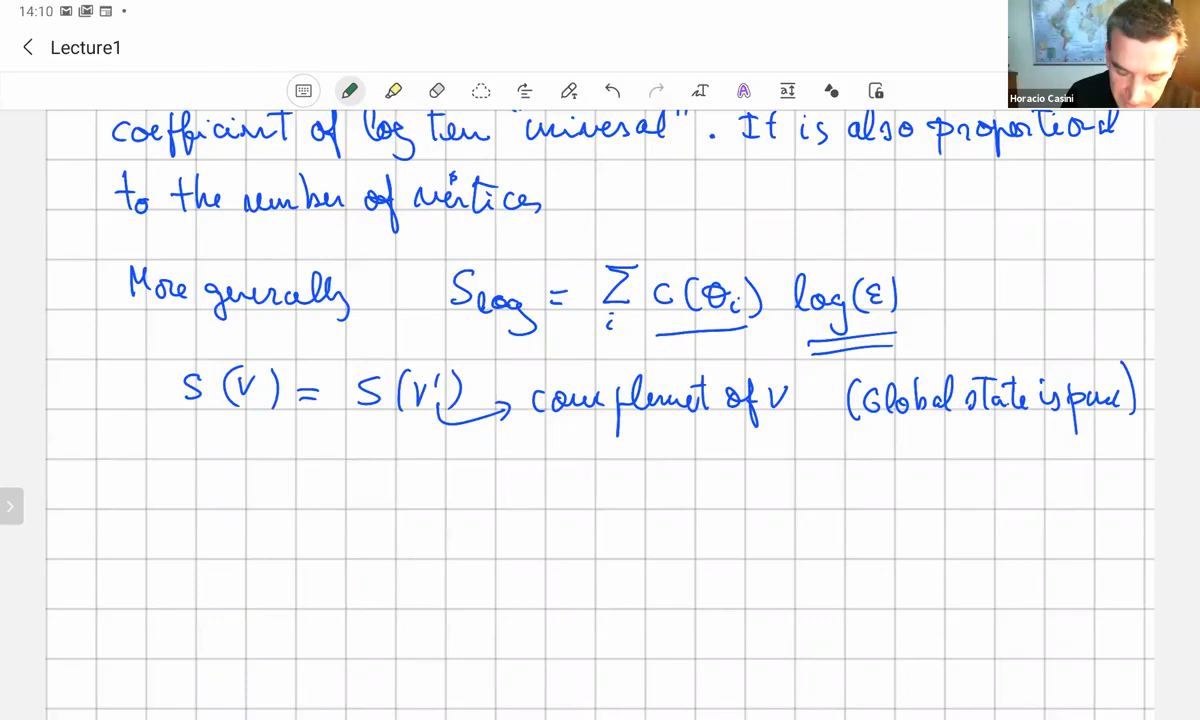 14:10
Lecture1
Horacio Casini
coefficient of log term "universal". It is also proportional
to the number of vertices
More generally S_log = Σ_i c(θ_i) log(ε)
S(V) = S(V') → complemet of V (Global state is pure)